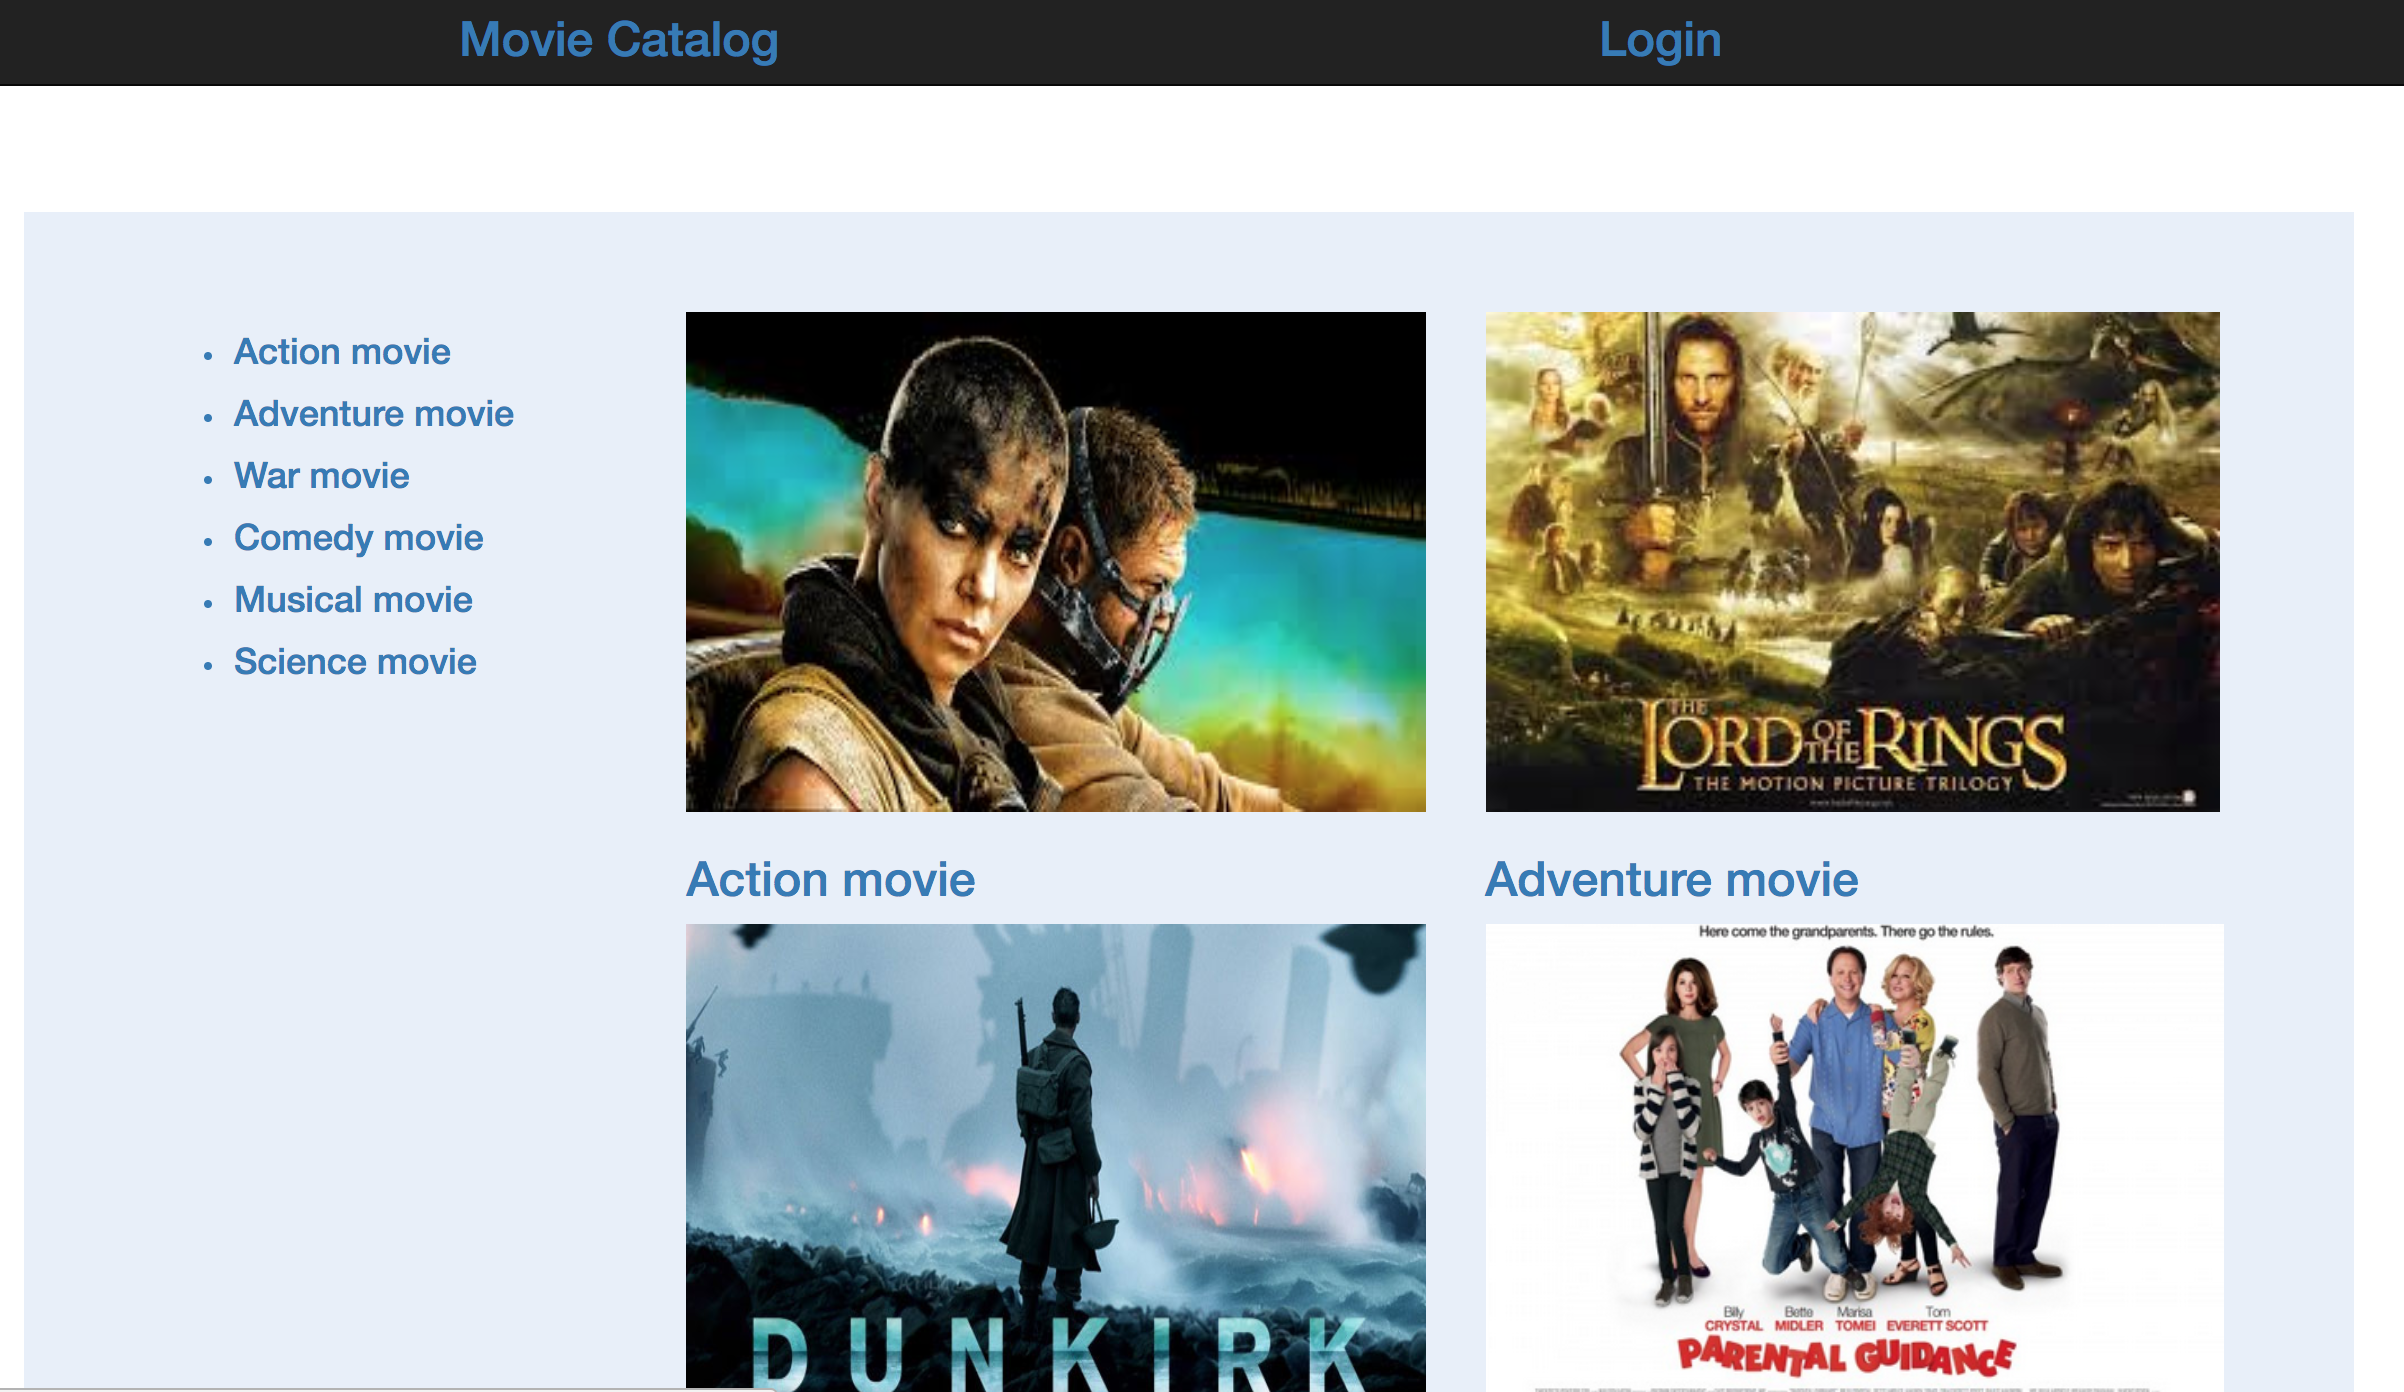 Movie Catalog
Login
Action movie
Adventure movie
War movie
Comedy movie
Musical movie
Science movie
THE
LORD OF THE RINGS
THE MOTION PICTURE TRILOGY
Action movie
Adventure movie
DUNKIRK
Here come the grandparents. There go the rules.
Billy CRYSTAL Bette MIDLER Marisa TOMEI Tom EVERETT SCOTT
PARENTAL GUIDANCE